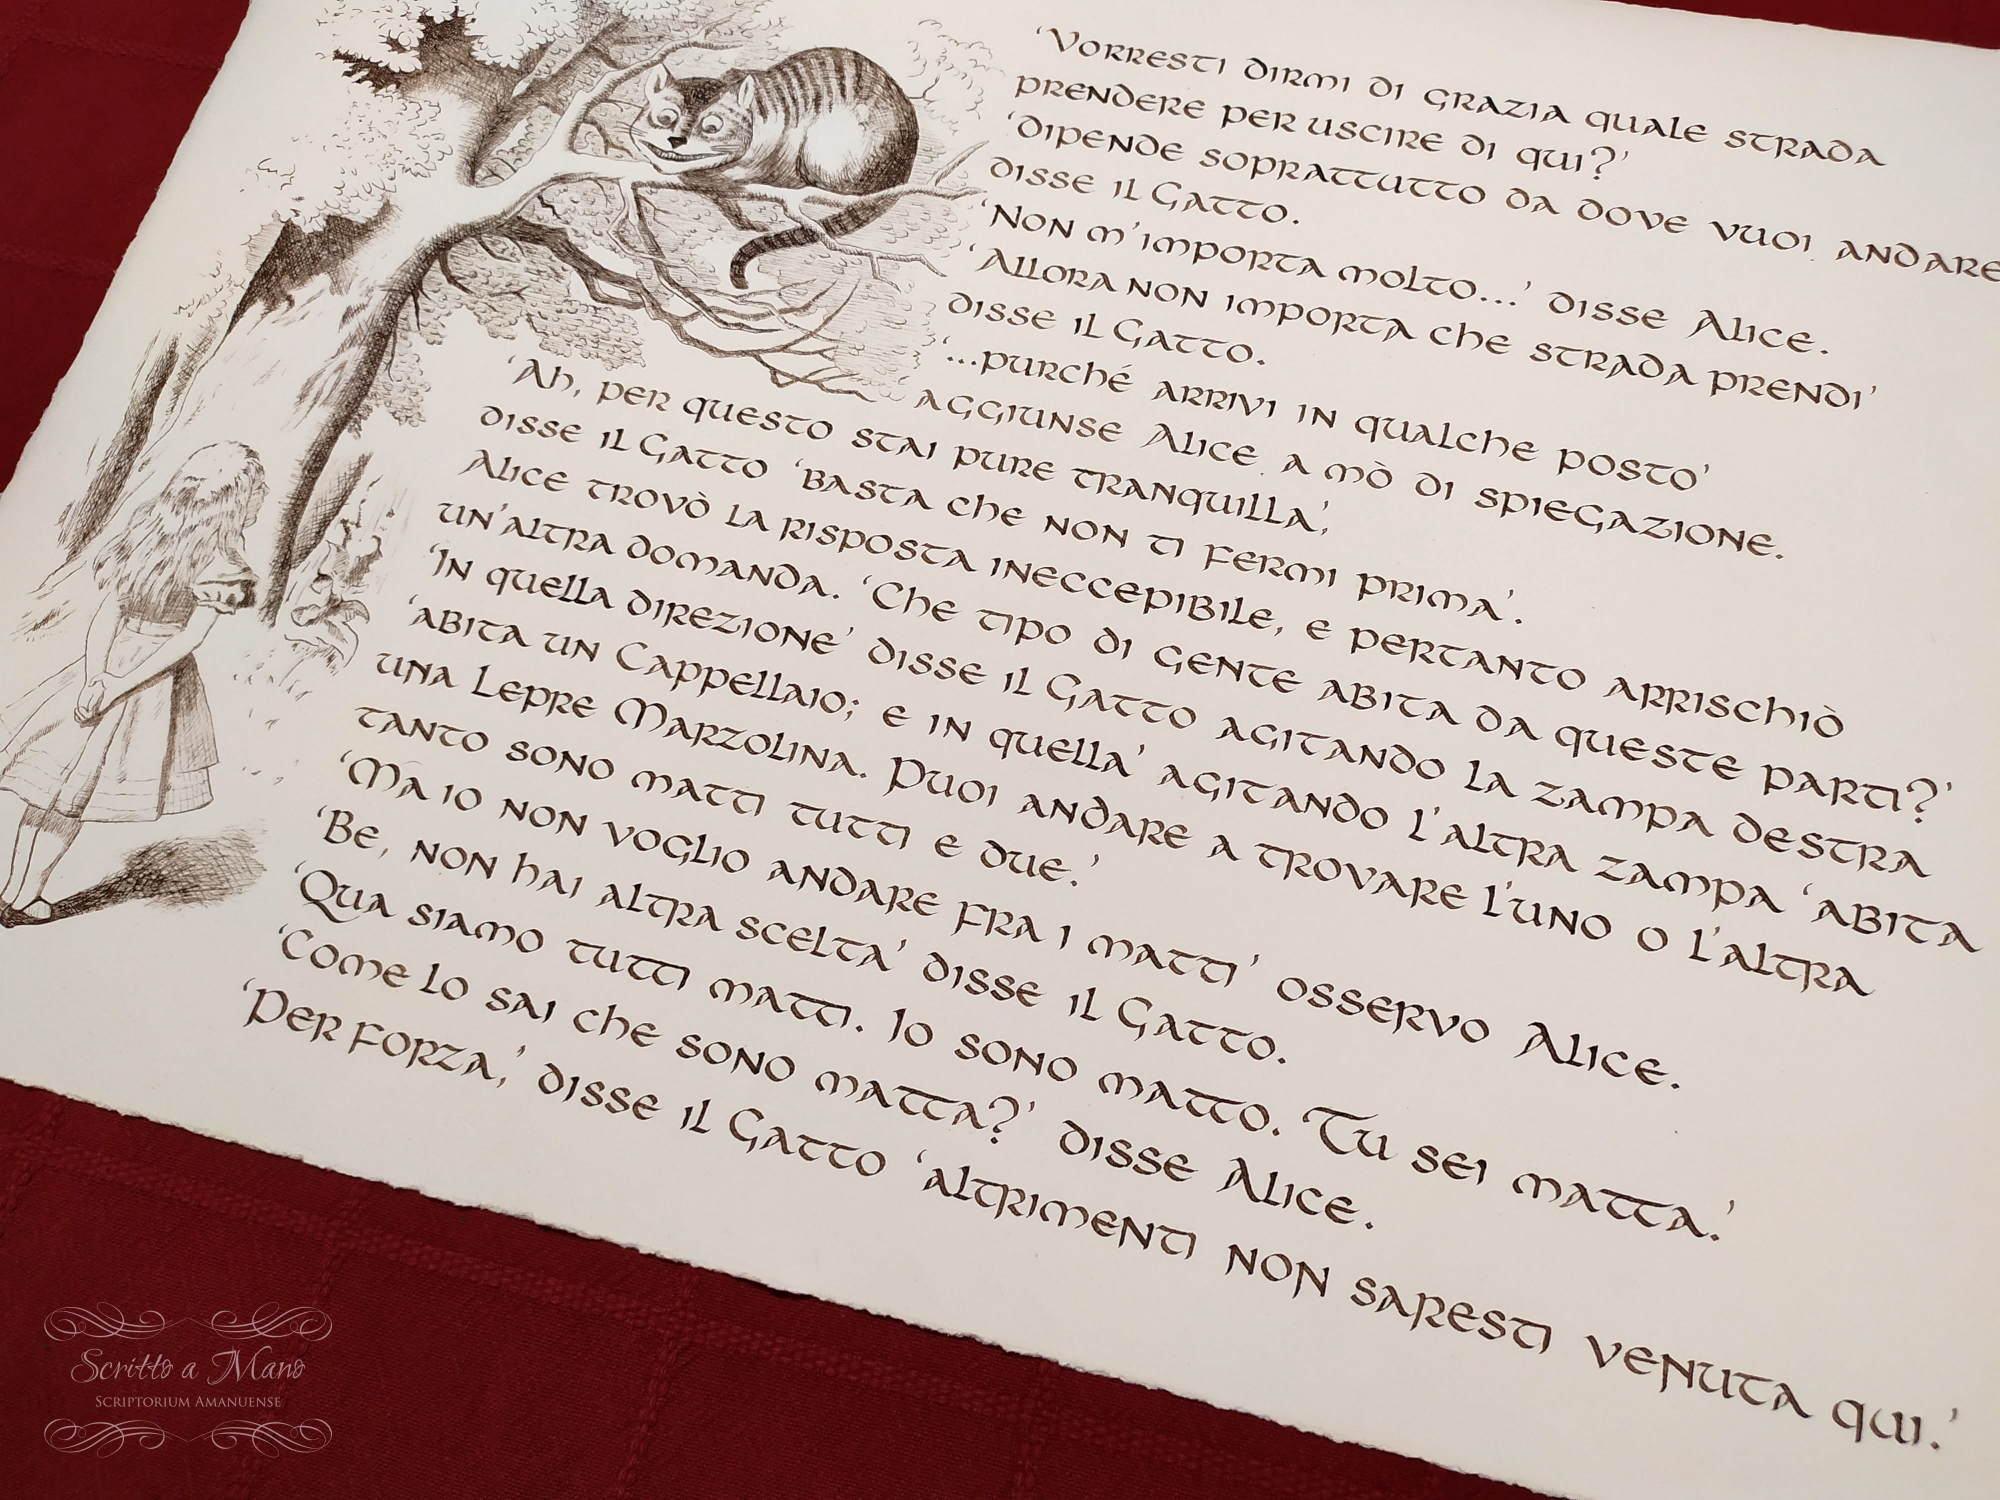 'Vorresti dirmi di grazia quale strada
prendere per uscire di qui?'
'dipende soprattutto da dove vuoi andare
disse il Gatto.
'Non m'importa molto...' disse Alice.
'Allora non importa che strada prendi'
disse il Gatto.
'...purché arrivi in qualche posto'
aggiunse Alice a mò di spiegazione.
'Ah, per questo stai pure tranquilla,'
disse il Gatto 'basta che non ti fermi prima'.
Alice trovò la risposta ineccepibile, e pertanto arrischiò
un'altra domanda. 'Che tipo di gente abita da queste parti?'
'In quella direzione' disse il Gatto agitando la zampa destra
'abita un Cappellaio; e in quella' agitando l'altra zampa 'abita
una Lepre Marzolina. Puoi andare a trovare l'uno o l'altra
tanto sono matti tutti e due.'
'Ma io non voglio andare fra i matti' osservo Alice.
'Be, non hai altra scelta' disse il Gatto.
'Qua siamo tutti matti. Io sono matto. Tu sei matta.'
'Come lo sai che sono matta?' disse Alice.
'Per forza,' disse il Gatto 'altrimenti non saresti venuta qui.'
Scritto a Mano
Scriptorium Amanuense